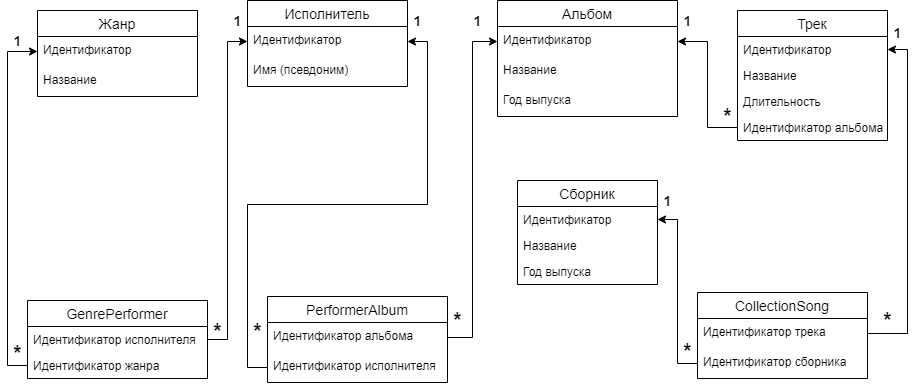 Жанр
Идентификатор
Название
1
Исполнитель
Идентификатор
Имя (псевдоним)
1
1
Альбом
Идентификатор
Название
Год выпуска
1
1
Трек
Идентификатор
Название
Длительность
Идентификатор альбома
1
*
Сборник
Идентификатор
Название
Год выпуска
1
GenrePerformer
Идентификатор исполнителя
Идентификатор жанра
*
*
PerformerAlbum
Идентификатор альбома
Идентификатор исполнителя
*
*
CollectionSong
Идентификатор трека
Идентификатор сборника
*
*